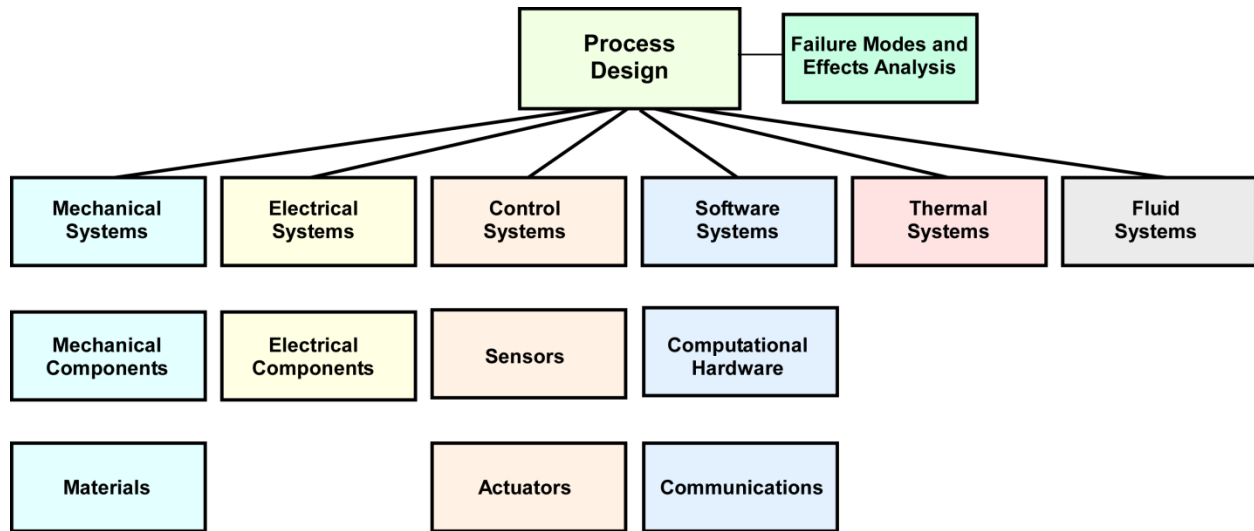 Process
Design
Failure Modes and
Effects Analysis
Mechanical
Systems
Electrical
Systems
Control
Systems
Software
Systems
Thermal
Systems
Fluid
Systems
Mechanical
Components
Electrical
Components
Sensors
Computational
Hardware
Materials
Actuators
Communications